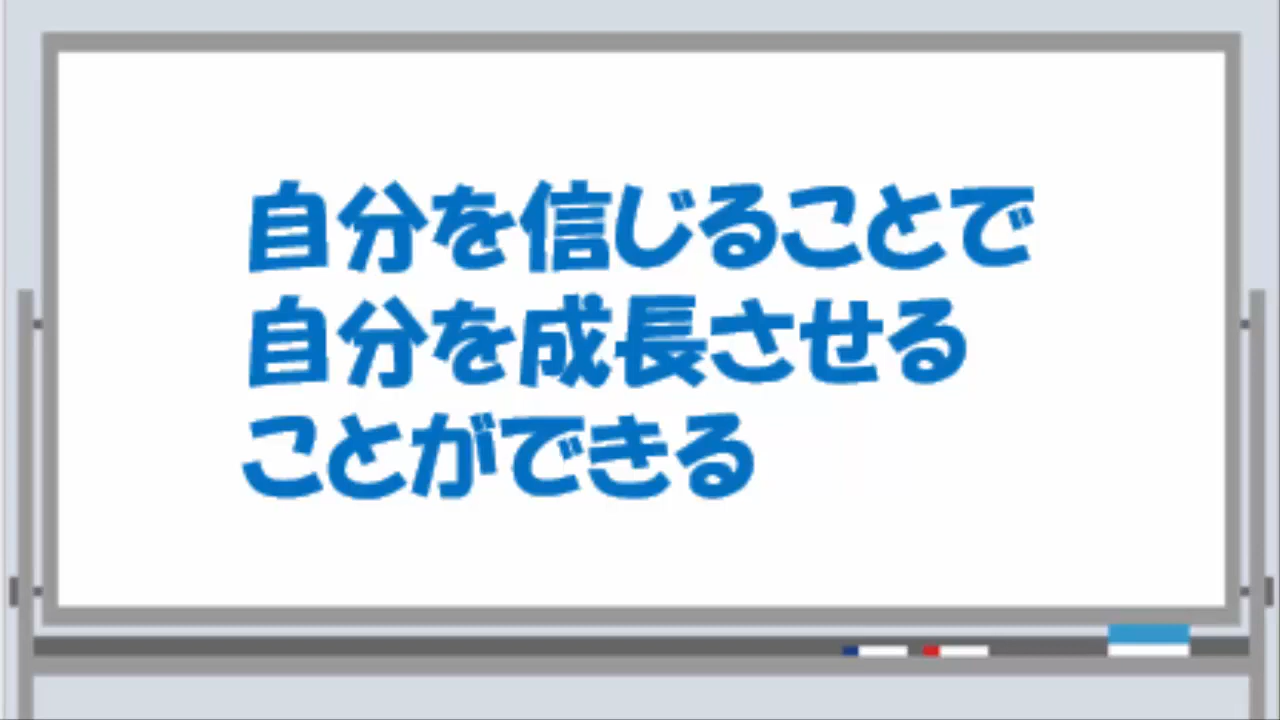 自分を信じることで
自分を成長させる
ことができる